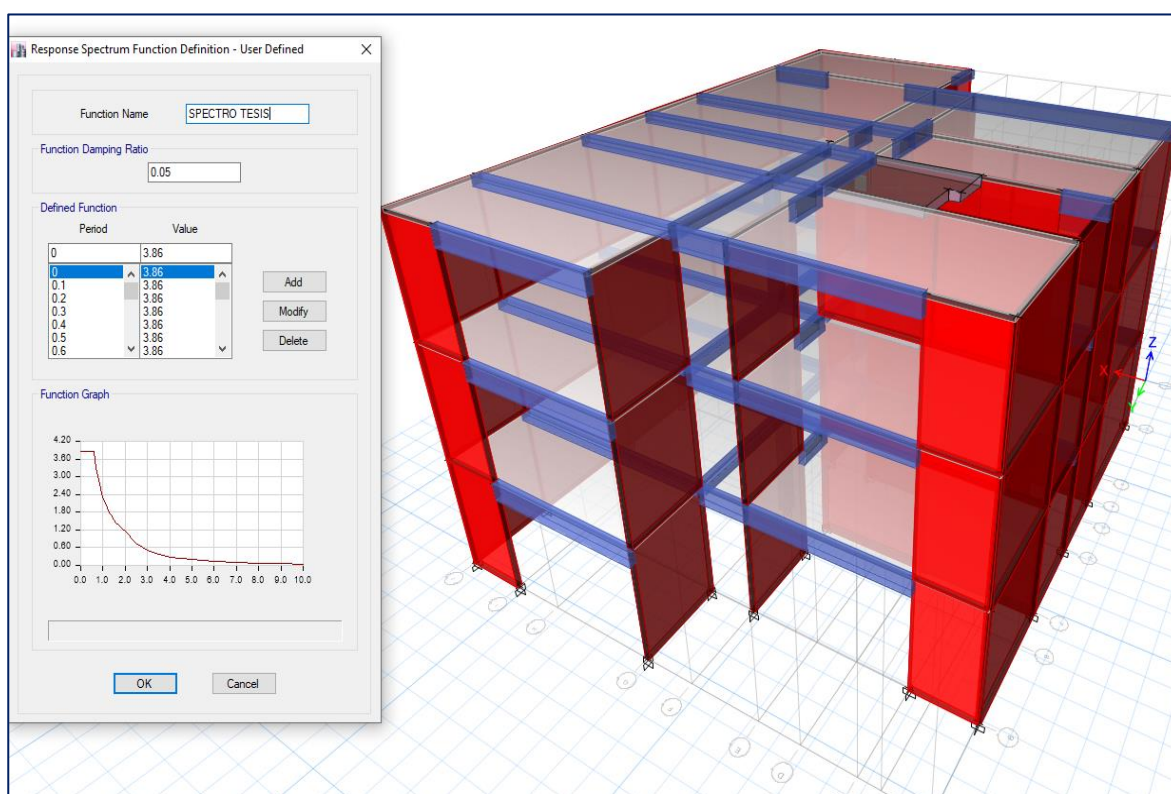 Response Spectrum Function Definition - User Defined
Function Name SPECTRO TESIS
Function Damping Ratio
0.05
Defined Function
Period Value
0 3.86
0 3.86
0.1 3.86
0.2 3.86
0.3 3.86
0.4 3.86
0.5 3.86
0.6 3.86
Add
Modify
Delete
Function Graph
4.20
3.60
3.00
2.40
1.80
1.20
0.60
0.00
0.0 1.0 2.0 3.0 4.0 5.0 6.0 7.0 8.0 9.0 10.0
OK Cancel
Z
X
Y